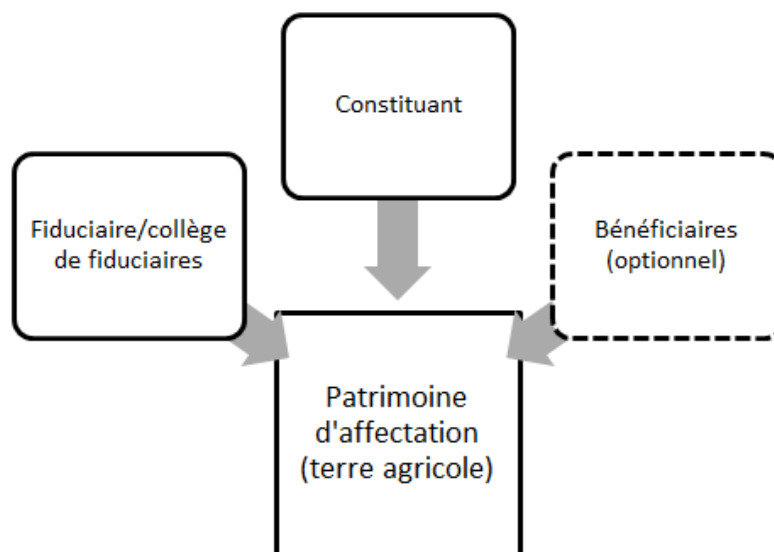 Constituant
Fiduciaire/collège
de fiduciaires
Bénéficiaires
(optionnel)
Patrimoine
d'affectation
(terre agricole)